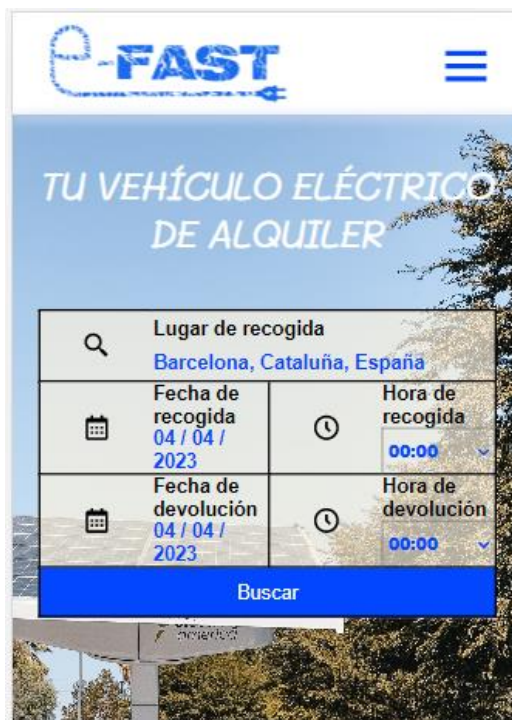 e-FAST
TU VEHÍCULO ELÉCTRICO
DE ALQUILER
Lugar de recogida
Barcelona, Cataluña, España
Fecha de
recogida
04 / 04 /
2023
Hora de
recogida
00:00
Fecha de
devolución
04 / 04 /
2023
Hora de
devolución
00:00
Buscar